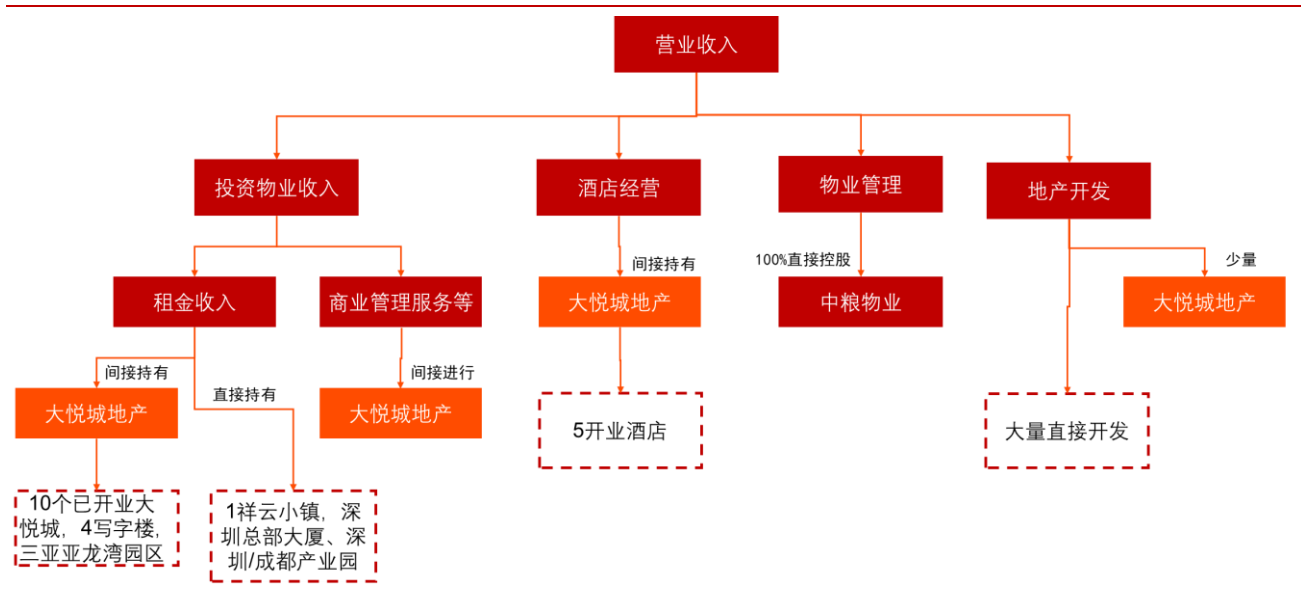 营业收入
投资物业收入
酒店经营
物业管理
地产开发
间接持有
100%直接控股
少量
租金收入
商业管理服务等
大悦城地产
中粮物业
大悦城地产
间接持有
直接持有
间接进行
大悦城地产
大悦城地产
5开业酒店
大量直接开发
10个已开业大
悦城，4写字楼，
三亚亚龙湾园区
1祥云小镇，深
圳总部大厦、深
圳/成都产业园